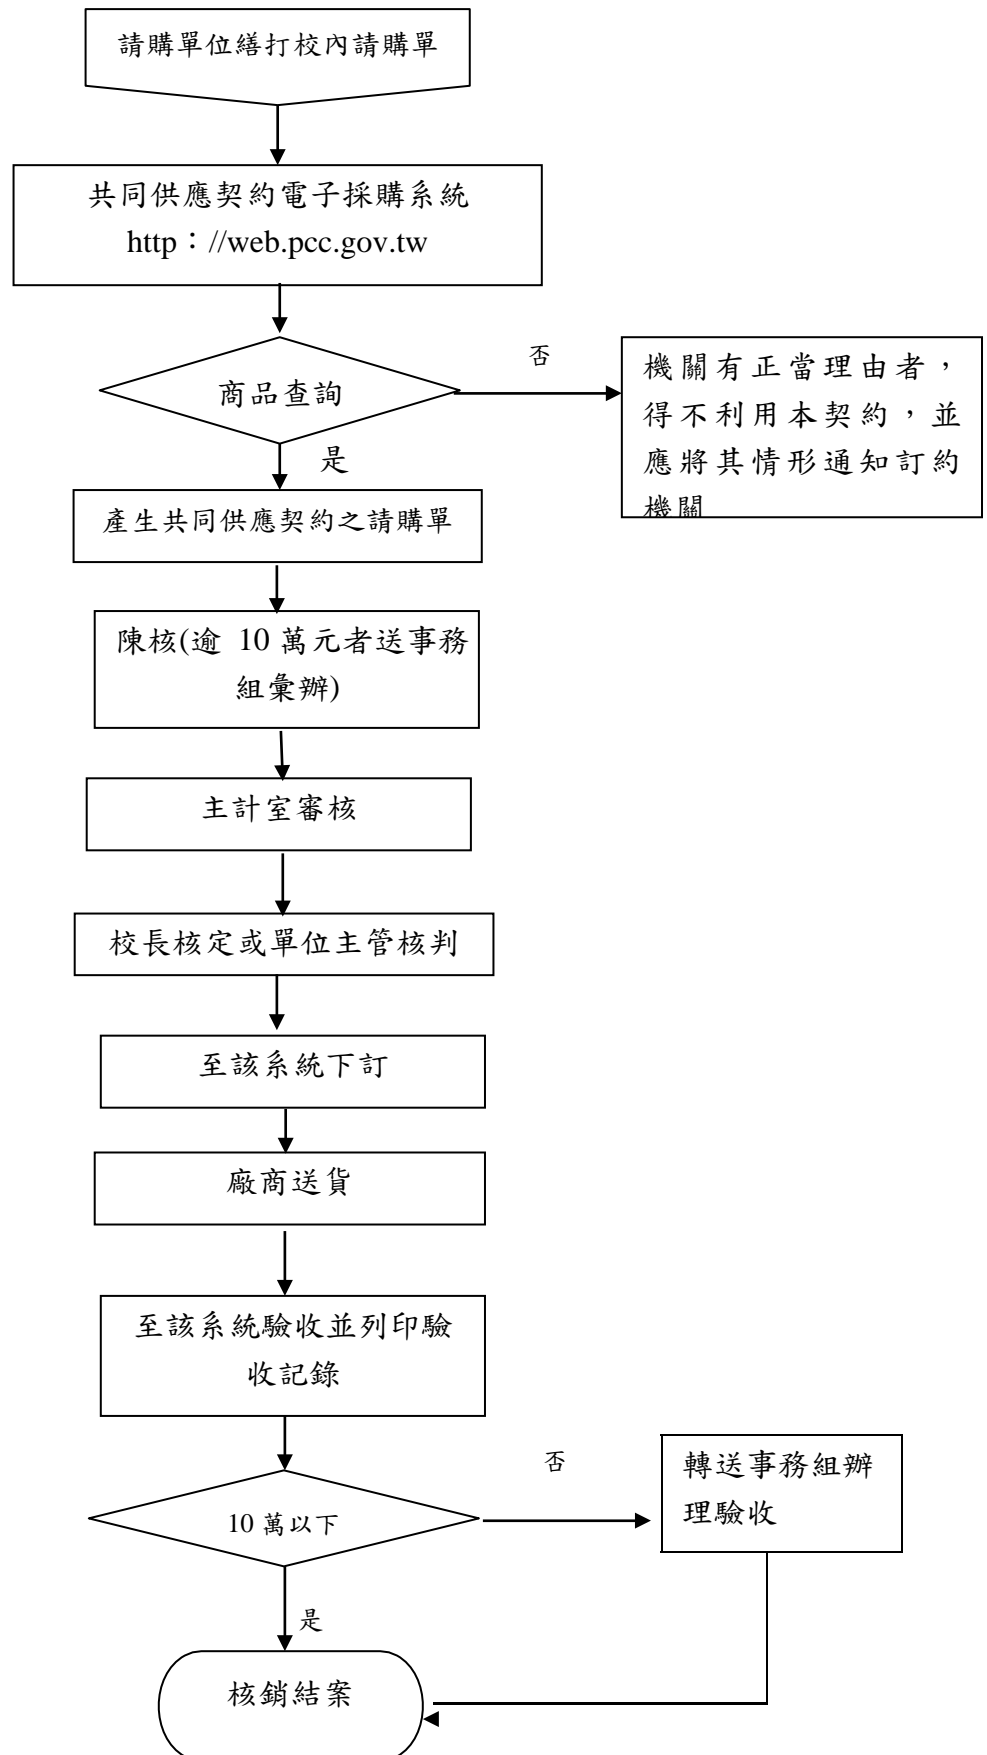 請購單位繕打校內請購單
共同供應契約電子採購系統
http：//web.pcc.gov.tw
商品查詢
否
機關有正當理由者，
得不利用本契約，並
應將其情形通知訂約
機關
是
產生共同供應契約之請購單
陳核(逾 10 萬元者送事務
組彙辦)
主計室審核
校長核定或單位主管核判
至該系統下訂
廠商送貨
至該系統驗收並列印驗
收記錄
10 萬以下
否
轉送事務組辦
理驗收
是
核銷結案